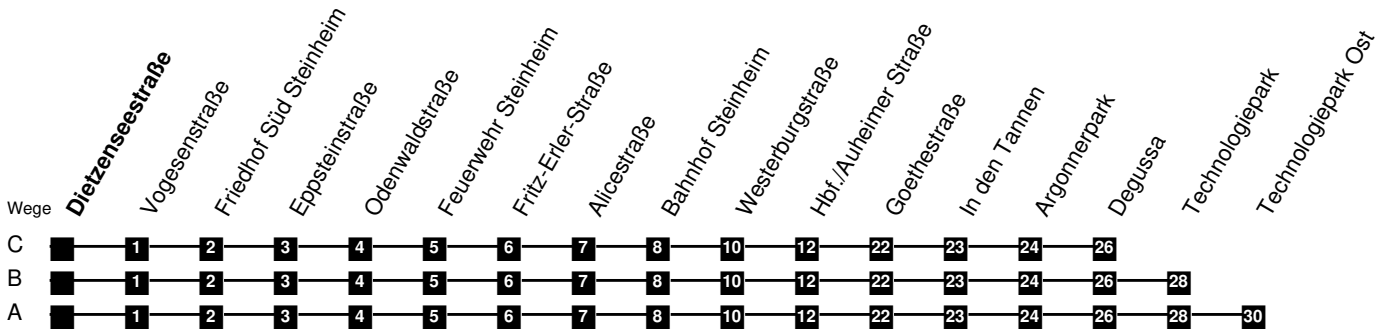 Dietzenseestraße
Vogesenstraße
Friedhof Süd Steinheim
Eppsteinstraße
Odenwaldstraße
Feuerwehr Steinheim
Fritz-Erler-Straße
Alicestraße
Bahnhof Steinheim
Westerburgstraße
Hbf./Auheimer Straße
Goethestraße
In den Tannen
Argonnerpark
Degussa
Technologiepark
Technologiepark Ost
Wege
C 1 2 3 4 5 6 7 8 10 12 22 23 24 26
B 1 2 3 4 5 6 7 8 10 12 22 23 24 26 28
A 1 2 3 4 5 6 7 8 10 12 22 23 24 26 28 30